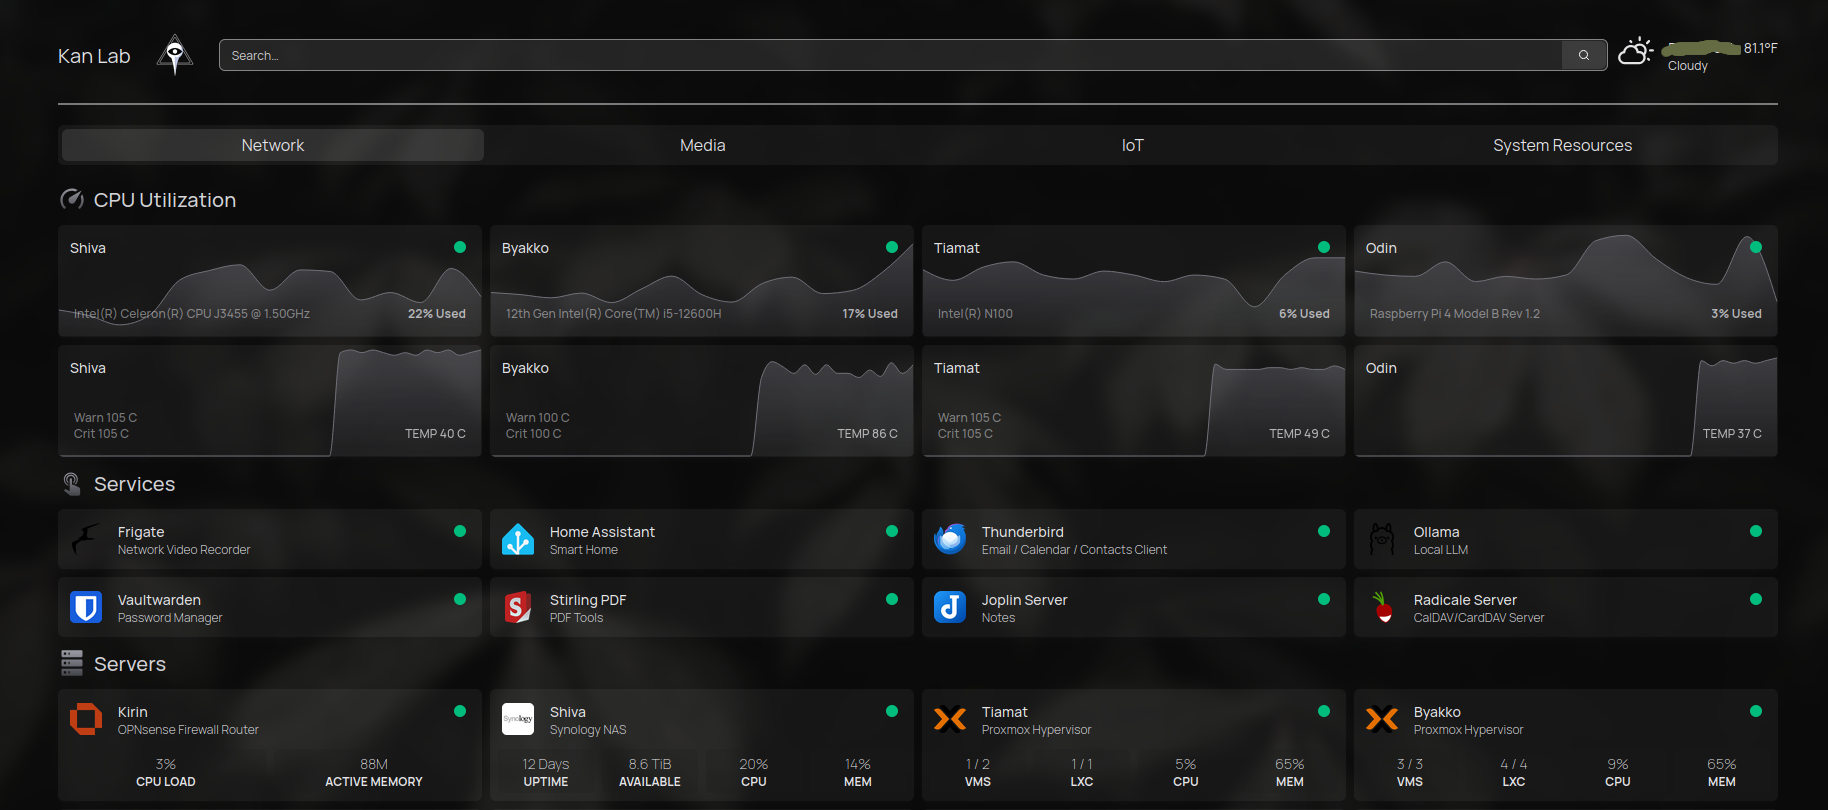 Kan Lab
Search...
81.1°F
Cloudy
Network
Media
IoT
System Resources
CPU Utilization
Shiva
Intel(R) Celeron(R) CPU J3455 @ 1.50GHz
22% Used
Byakko
12th Gen Intel(R) Core(TM) i5-12600H
17% Used
Tiamat
Intel(R) N100
6% Used
Odin
Raspberry Pi 4 Model B Rev 1.2
3% Used
Shiva
Warn 105 C
Crit 105 C
TEMP 40 C
Byakko
Warn 100 C
Crit 100 C
TEMP 86 C
Tiamat
Warn 105 C
Crit 105 C
TEMP 49 C
Odin
TEMP 37 C
Services
Frigate
Network Video Recorder
Home Assistant
Smart Home
Thunderbird
Email / Calendar / Contacts Client
Ollama
Local LLM
Vaultwarden
Password Manager
Stirling PDF
PDF Tools
Joplin Server
Notes
Radicale Server
CalDAV/CardDAV Server
Servers
Kirin
OPNsense Firewall Router
3%
CPU LOAD
88M
ACTIVE MEMORY
Synology
Shiva
Synology NAS
12 Days
UPTIME
8.6 TiB
AVAILABLE
20%
CPU
14%
MEM
Tiamat
Proxmox Hypervisor
1 / 2
VMS
1 / 1
LXC
5%
CPU
65%
MEM
Byakko
Proxmox Hypervisor
3 / 3
VMS
4 / 4
LXC
9%
CPU
65%
MEM